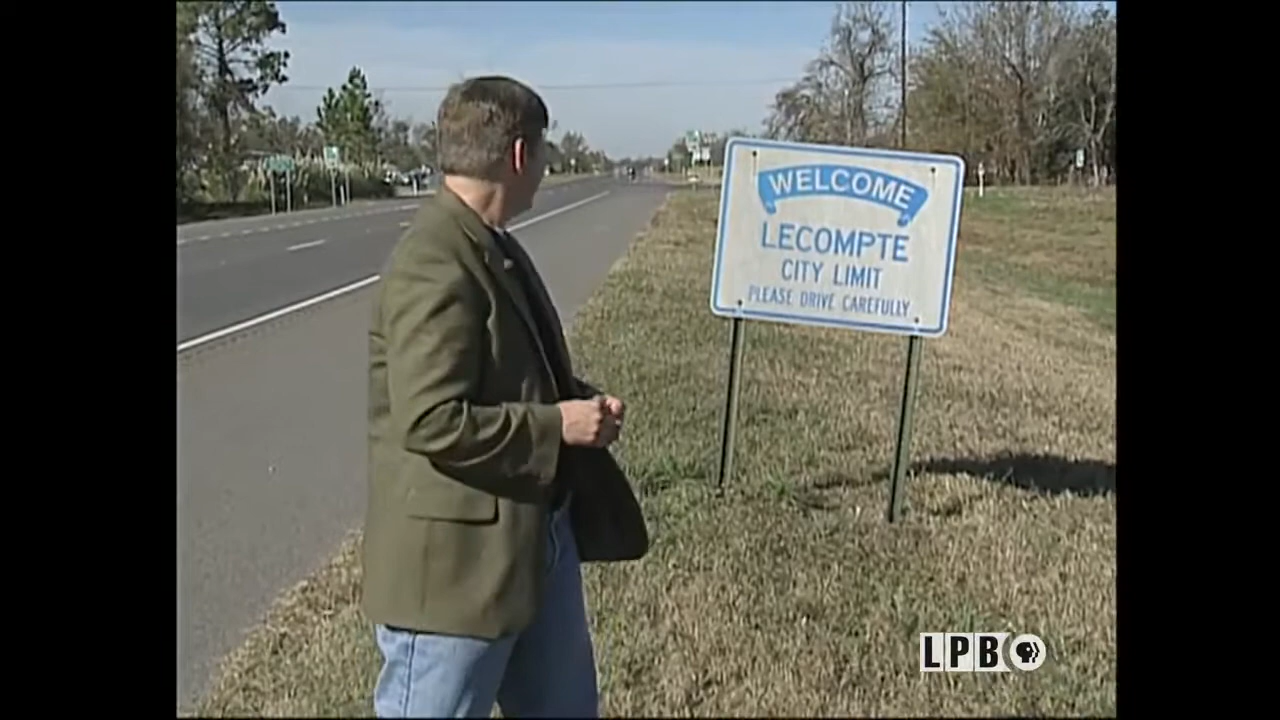 WELCOME
LECOMPTE
CITY LIMIT
PLEASE DRIVE CAREFULLY
LPB